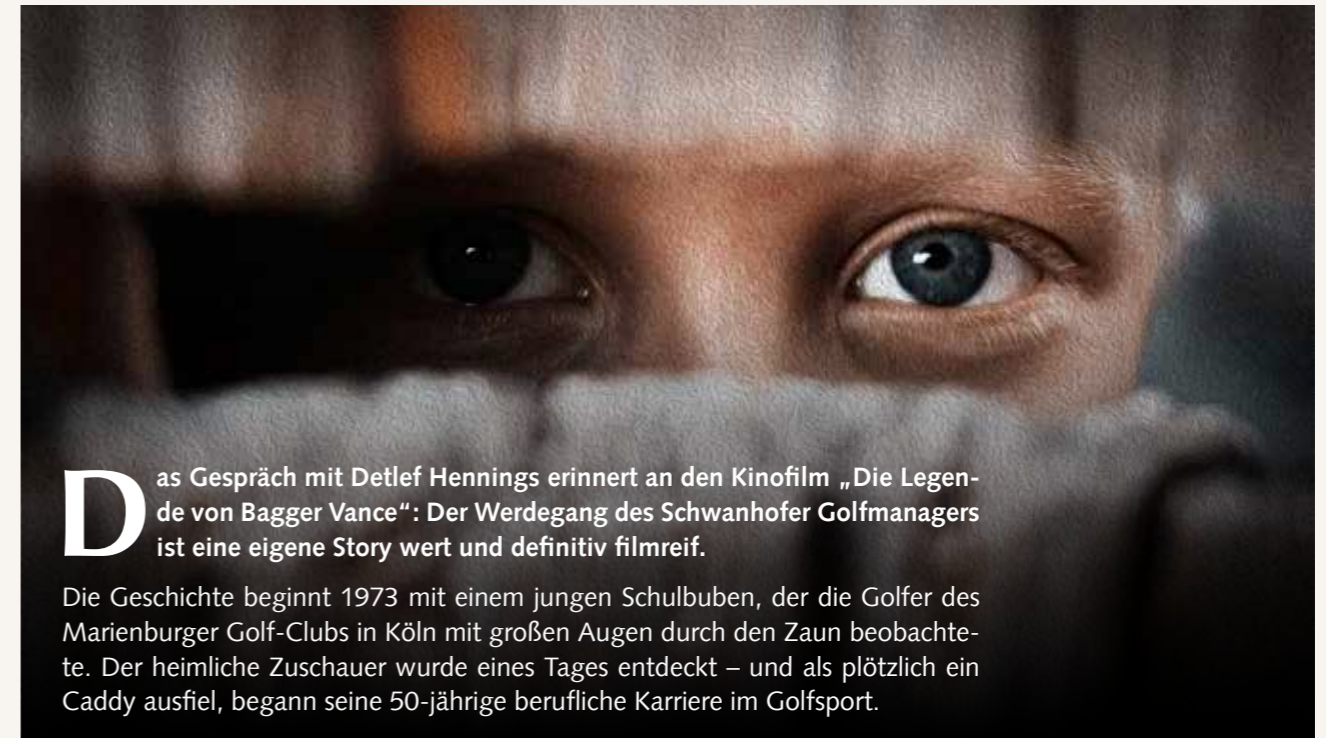 Das Gespräch mit Detlef Hennings erinnert an den Kinofilm „Die Legen-
de von Bagger Vance“: Der Werdegang des Schwanhofer Golfmanagers
ist eine eigene Story wert und definitiv filmreif.
Die Geschichte beginnt 1973 mit einem jungen Schulbuben, der die Golfer des
Marienburger Golf-Clubs in Köln mit großen Augen durch den Zaun beobachte-
te. Der heimliche Zuschauer wurde eines Tages entdeckt – und als plötzlich ein
Caddy ausfiel, begann seine 50-jährige berufliche Karriere im Golfsport.